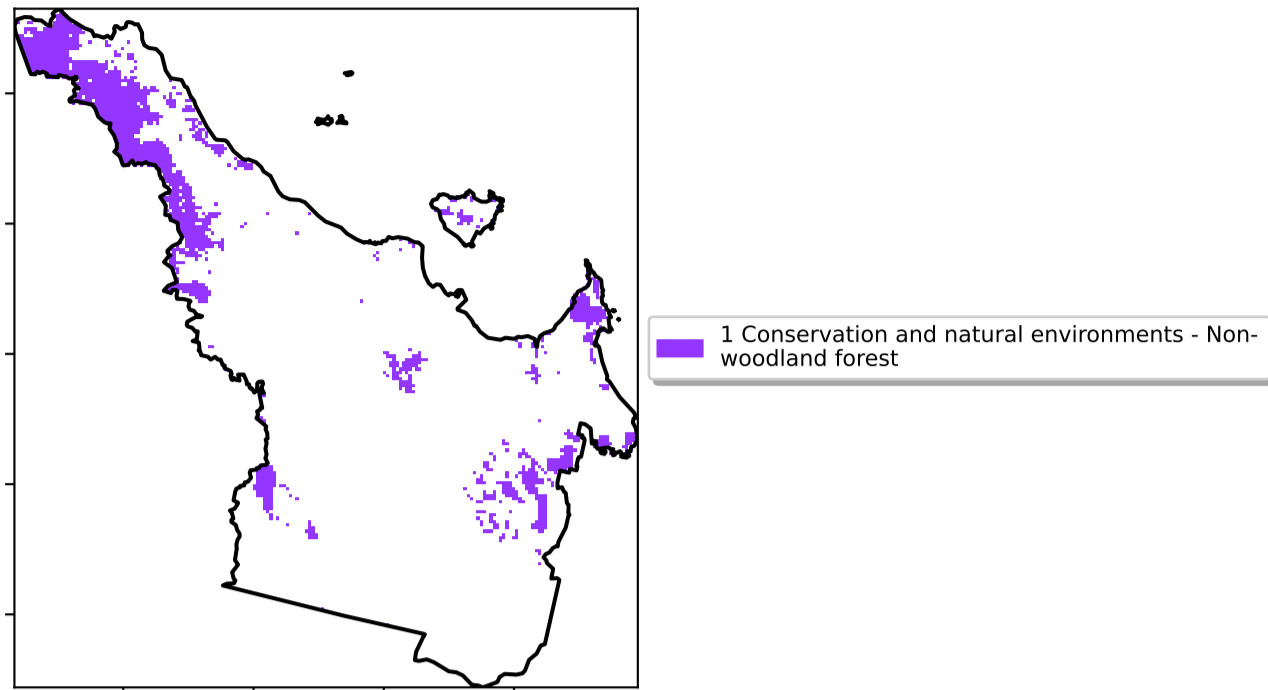 1 Conservation and natural environments - Non-
woodland forest